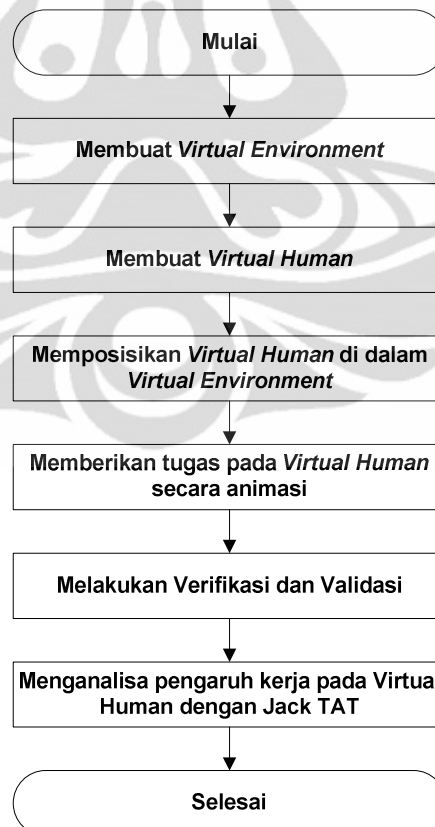 Mulai
Membuat Virtual Environment
Membuat Virtual Human
Memposisikan Virtual Human di dalam
Virtual Environment
Memberikan tugas pada Virtual Human
secara animasi
Melakukan Verifikasi dan Validasi
Menganalisa pengaruh kerja pada Virtua
Human dengan Jack TAT
Selesai